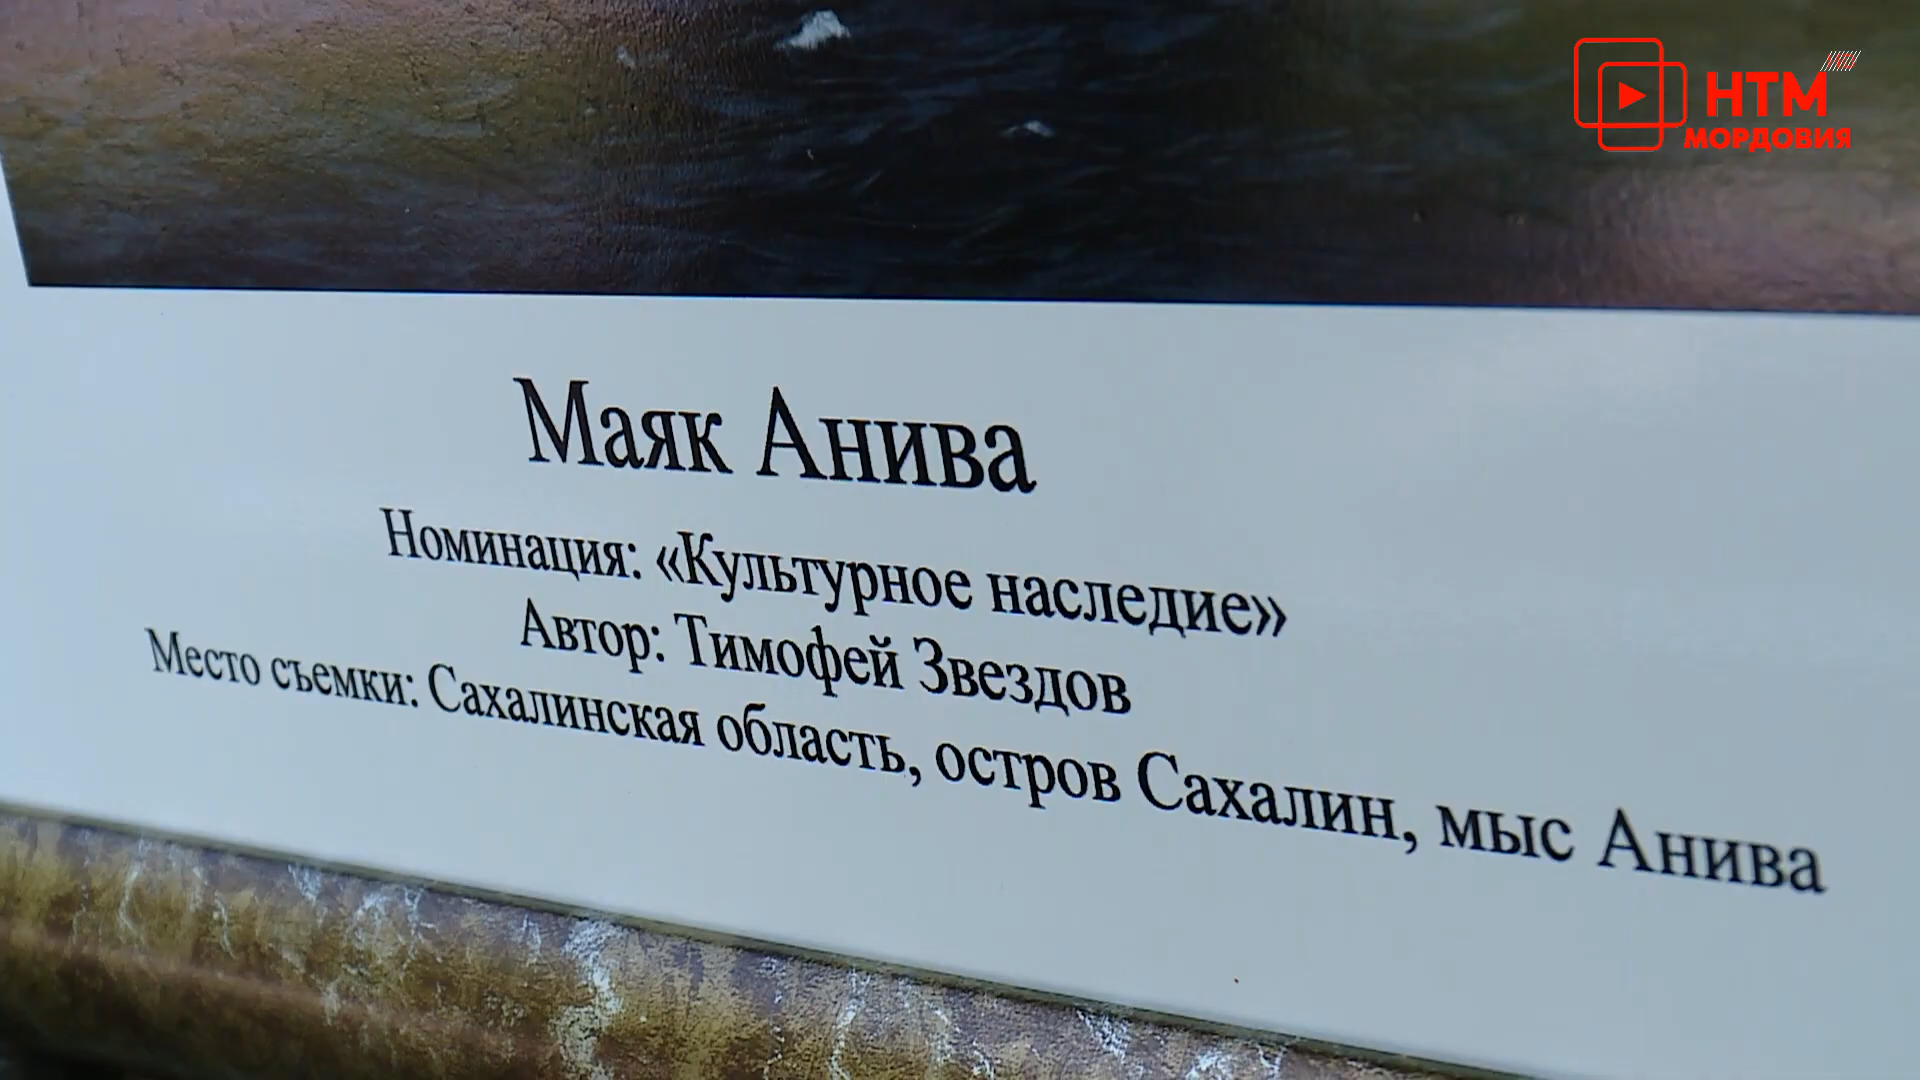 НТМ
МОРДОВИЯ
Маяк Анива
Номинация: «Культурное наследие»
Автор: Тимофей Звездов
Место съемки: Сахалинская область, остров Сахалин, мыс Анива